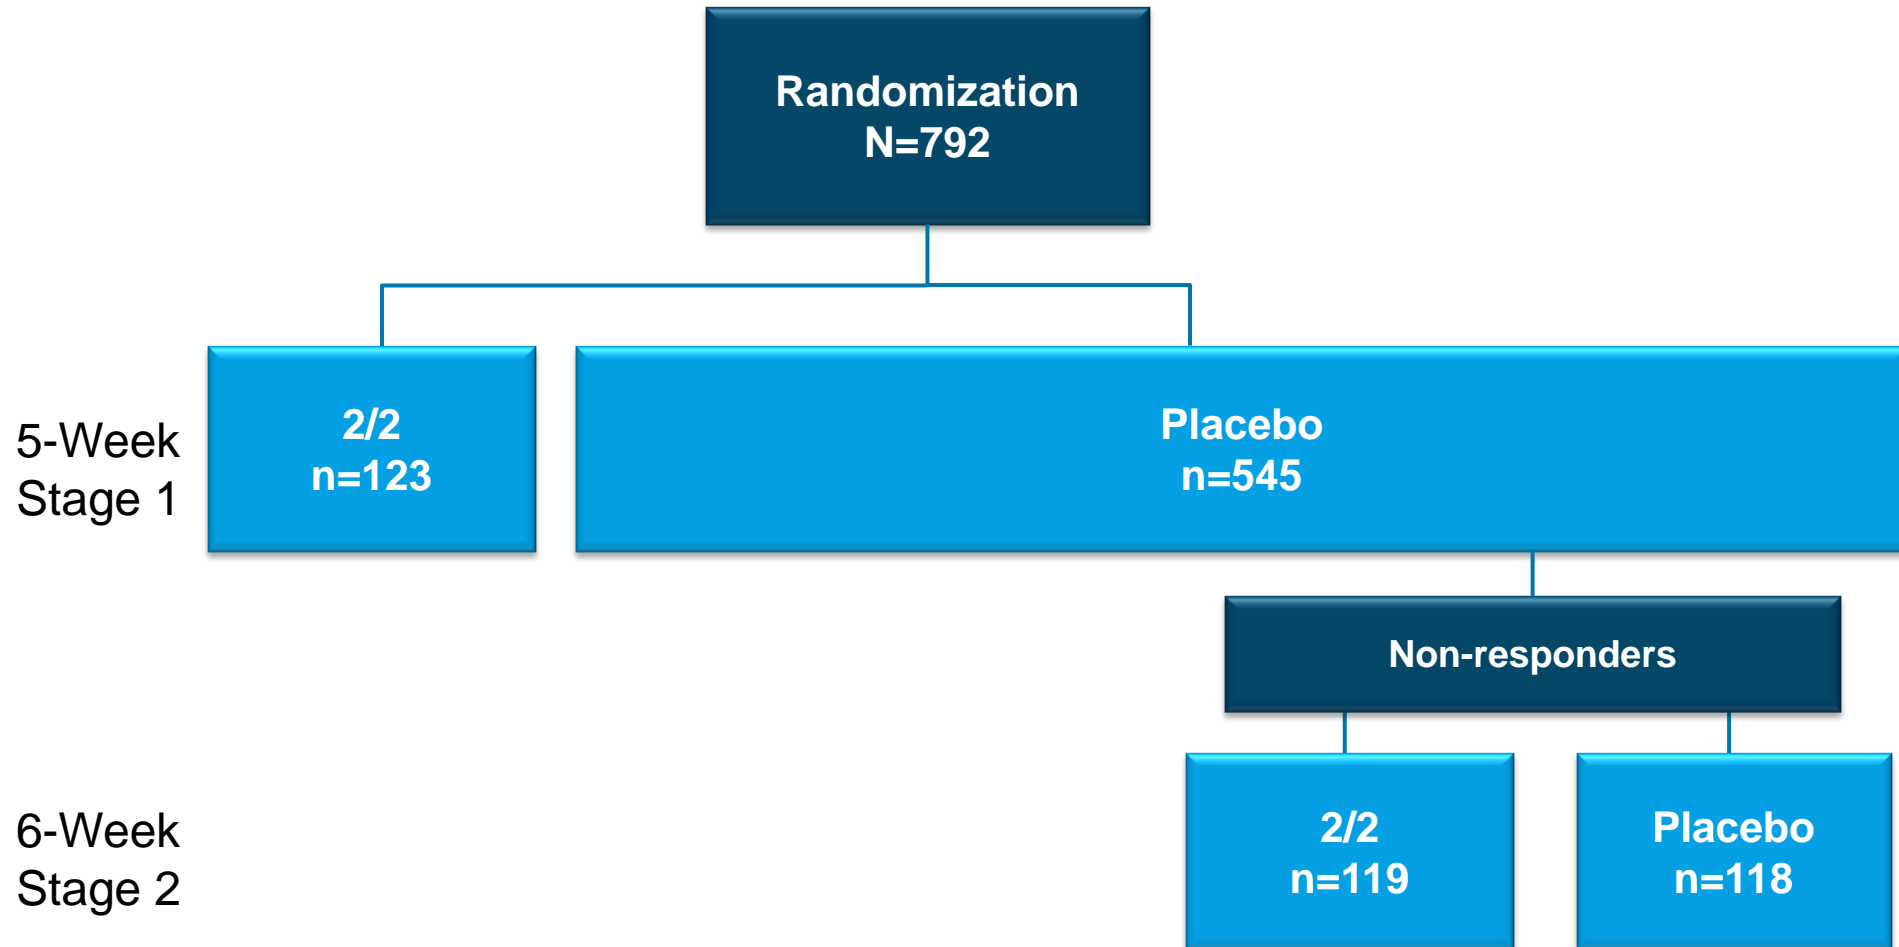 Randomization
N=792
5-Week
Stage 1
2/2
n=123
Placebo
n=545
Non-responders
6-Week
Stage 2
2/2
n=119
Placebo
n=118